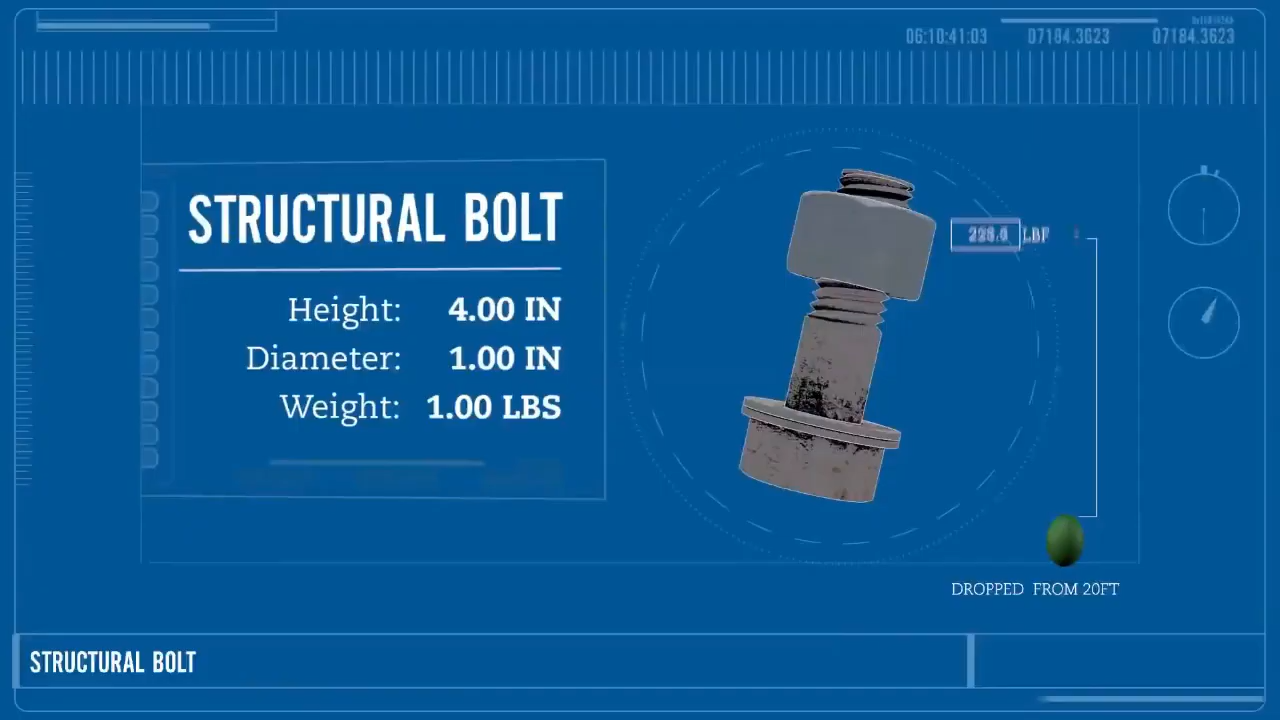 06:10:41:03 07184.3623 07184.3623
STRUCTURAL BOLT
Height: 4.00 IN
Diameter: 1.00 IN
Weight: 1.00 LBS
LBF
DROPPED FROM 20FT
STRUCTURAL BOLT